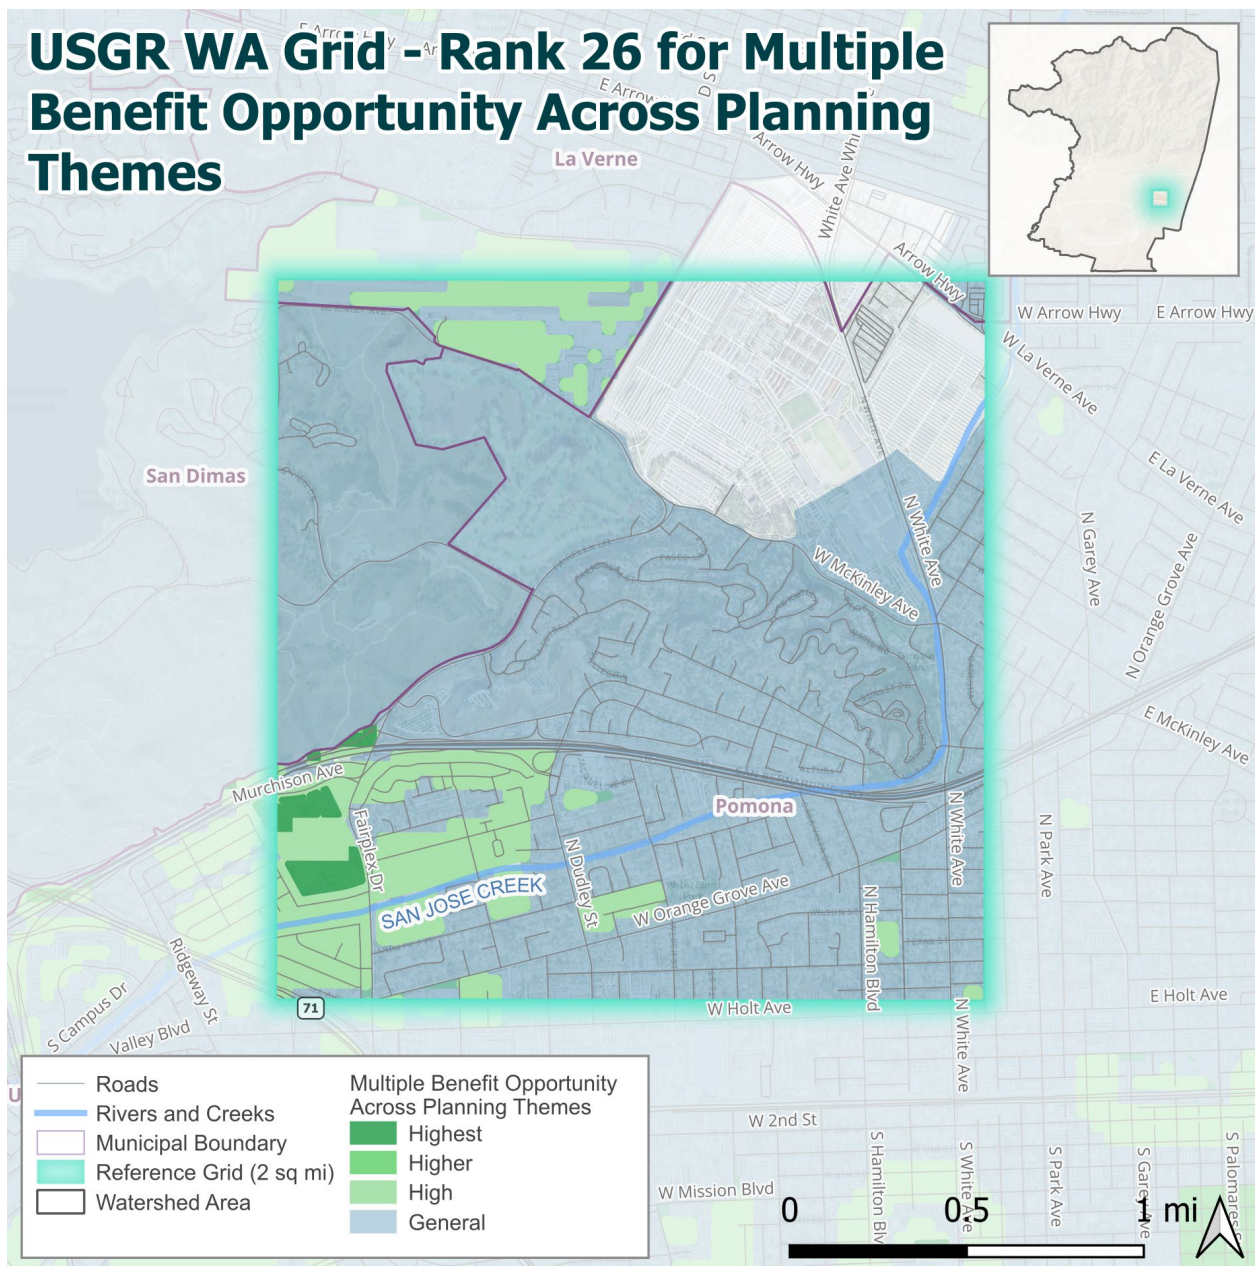 USGR WA Grid - Rank 26 for Multiple
Benefit Opportunity Across Planning
Themes
E Arrow Hwy
La Verne
Arrow Hwy
White Ave
Arrow Hwy
W Arrow Hwy
E Arrow Hwy
W La Verne Ave
San Dimas
E La Verne Ave
N White Ave
N Garey Ave
N Orange Grove Ave
W McKinley Ave
E McKinley Ave
Murchison Ave
Fairplex Dr
Pomona
N White Ave
N Park Ave
N Dudley St
SAN JOSE CREEK
W Orange Grove Ave
N Hamilton Blvd
Ridgeway St
S Campus Dr
Valley Blvd
71
W Holt Ave
E Holt Ave
N White Ave
W 2nd St
W Mission Blvd
S Hamilton Blv
S White Ave
S Park Ave
S Garey Ave
S Palomares
Roads
Rivers and Creeks
Municipal Boundary
Reference Grid (2 sq mi)
Watershed Area
Multiple Benefit Opportunity
Across Planning Themes
Highest
Higher
High
General
0 0.5 1 mi